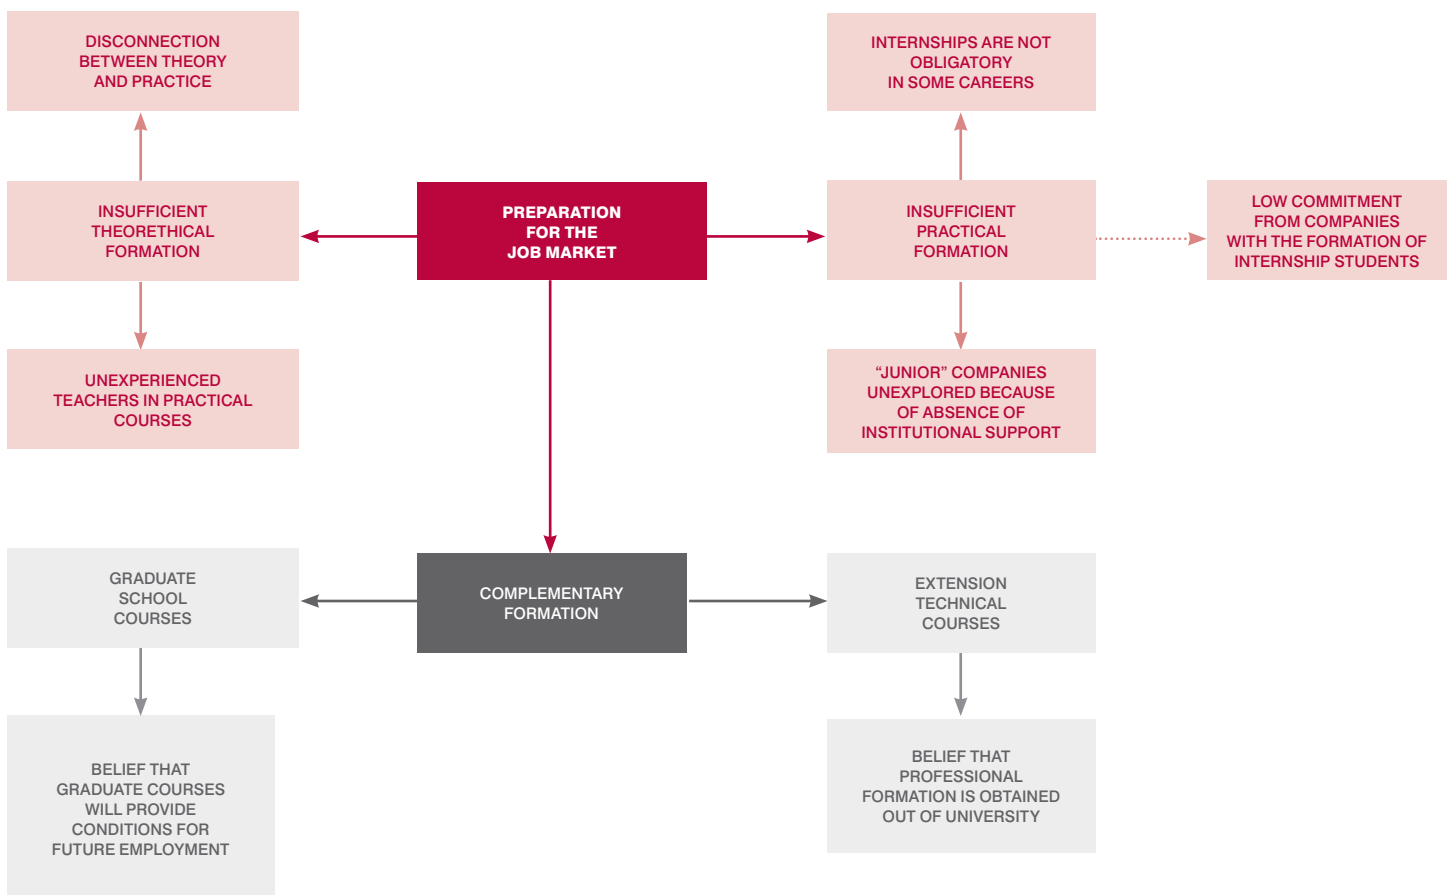 DISCONNECTION
BETWEEN THEORY
AND PRACTICE
INTERNSHIPS ARE NOT
OBLIGATORY
IN SOME CAREERS
INSUFFICIENT
THEORETHICAL
FORMATION
PREPARATION
FOR THE
JOB MARKET
INSUFFICIENT
PRACTICAL
FORMATION
LOW COMMITMENT
FROM COMPANIES
WITH THE FORMATION OF
INTERNSHIP STUDENTS
UNEXPERIENCED
TEACHERS IN PRACTICAL
COURSES
“JUNIOR” COMPANIES
UNEXPLORED BECAUSE
OF ABSENCE OF
INSTITUTIONAL SUPPORT
GRADUATE
SCHOOL
COURSES
COMPLEMENTARY
FORMATION
EXTENSION
TECHNICAL
COURSES
BELIEF THAT
GRADUATE COURSES
WILL PROVIDE
CONDITIONS FOR
FUTURE EMPLOYMENT
BELIEF THAT
PROFESSIONAL
FORMATION IS OBTAINED
OUT OF UNIVERSITY